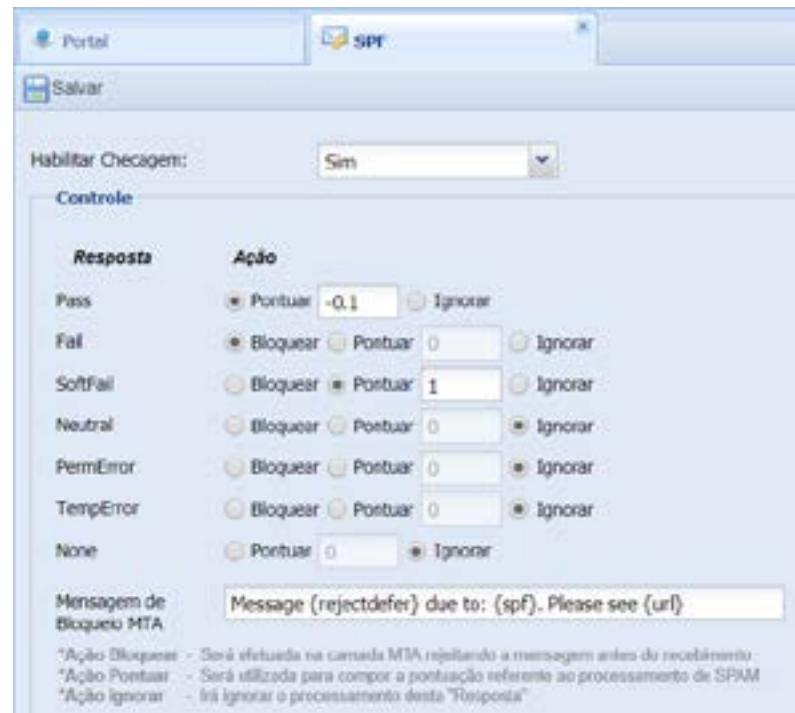 Portal SPF
Salvar
Habilitar Checagem: Sim
Controle
Resposta Ação
Pass Pontuar -0.1 Ignorar
Fail Bloquear Pontuar 0 Ignorar
SoftFail Bloquear Pontuar 1 Ignorar
Neutral Bloquear Pontuar 0 Ignorar
PermError Bloquear Pontuar 0 Ignorar
TempError Bloquear Pontuar 0 Ignorar
None Pontuar 0 Ignorar
Mensagem de Message {rejectdefer} due to: {spf}. Please see {url}
Bloqueio MTA
*Ação Bloquear - Será efetuada na camada MTA rejeitando a mensagem antes do recebimento
*Ação Pontuar - Será utilizada para compor a pontuação referente ao processamento de SPAM
*Ação Ignorar - Irá ignorar o processamento desta "Resposta"